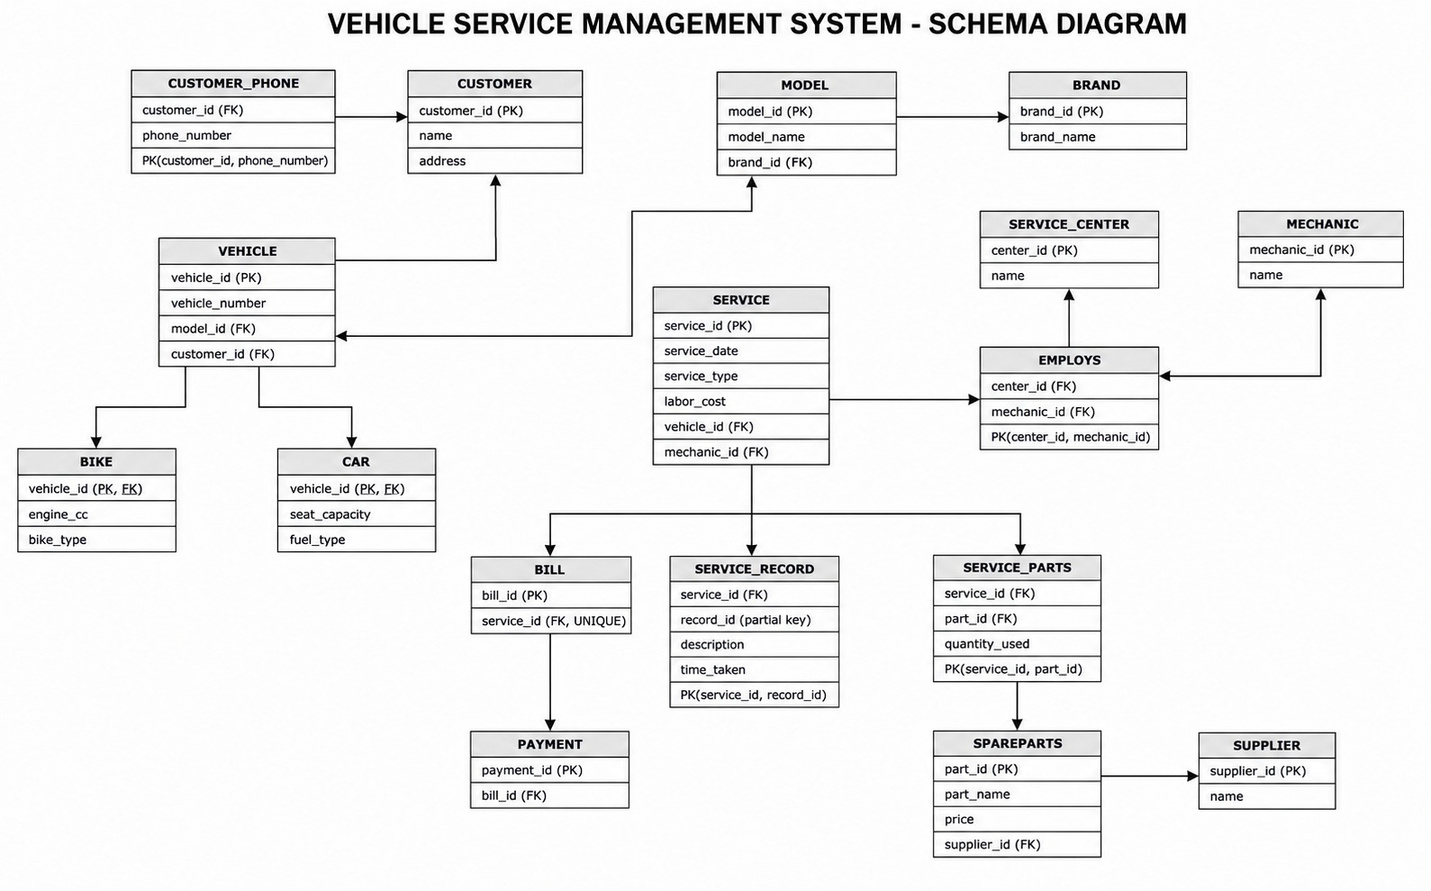 VEHICLE SERVICE MANAGEMENT SYSTEM - SCHEMA DIAGRAM
CUSTOMER_PHONE
customer_id (FK)
phone_number
PK(customer_id, phone_number)
CUSTOMER
customer_id (PK)
name
address
MODEL
model_id (PK)
model_name
brand_id (FK)
BRAND
brand_id (PK)
brand_name
VEHICLE
vehicle_id (PK)
vehicle_number
model_id (FK)
customer_id (FK)
SERVICE_CENTER
center_id (PK)
name
MECHANIC
mechanic_id (PK)
name
SERVICE
service_id (PK)
service_date
service_type
labor_cost
vehicle_id (FK)
mechanic_id (FK)
EMPLOYS
center_id (FK)
mechanic_id (FK)
PK(center_id, mechanic_id)
BIKE
vehicle_id (PK, FK)
engine_cc
bike_type
CAR
vehicle_id (PK, FK)
seat_capacity
fuel_type
BILL
bill_id (PK)
service_id (FK, UNIQUE)
SERVICE_RECORD
service_id (FK)
record_id (partial key)
description
time_taken
PK(service_id, record_id)
SERVICE_PARTS
service_id (FK)
part_id (FK)
quantity_used
PK(service_id, part_id)
PAYMENT
payment_id (PK)
bill_id (FK)
SPAREPARTS
part_id (PK)
part_name
price
supplier_id (FK)
SUPPLIER
supplier_id (PK)
name